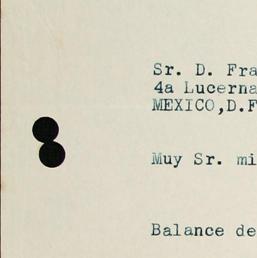 Sr. D. Fra
4a Lucerna
MEXICO,D.F
Muy Sr. mi
Balance de